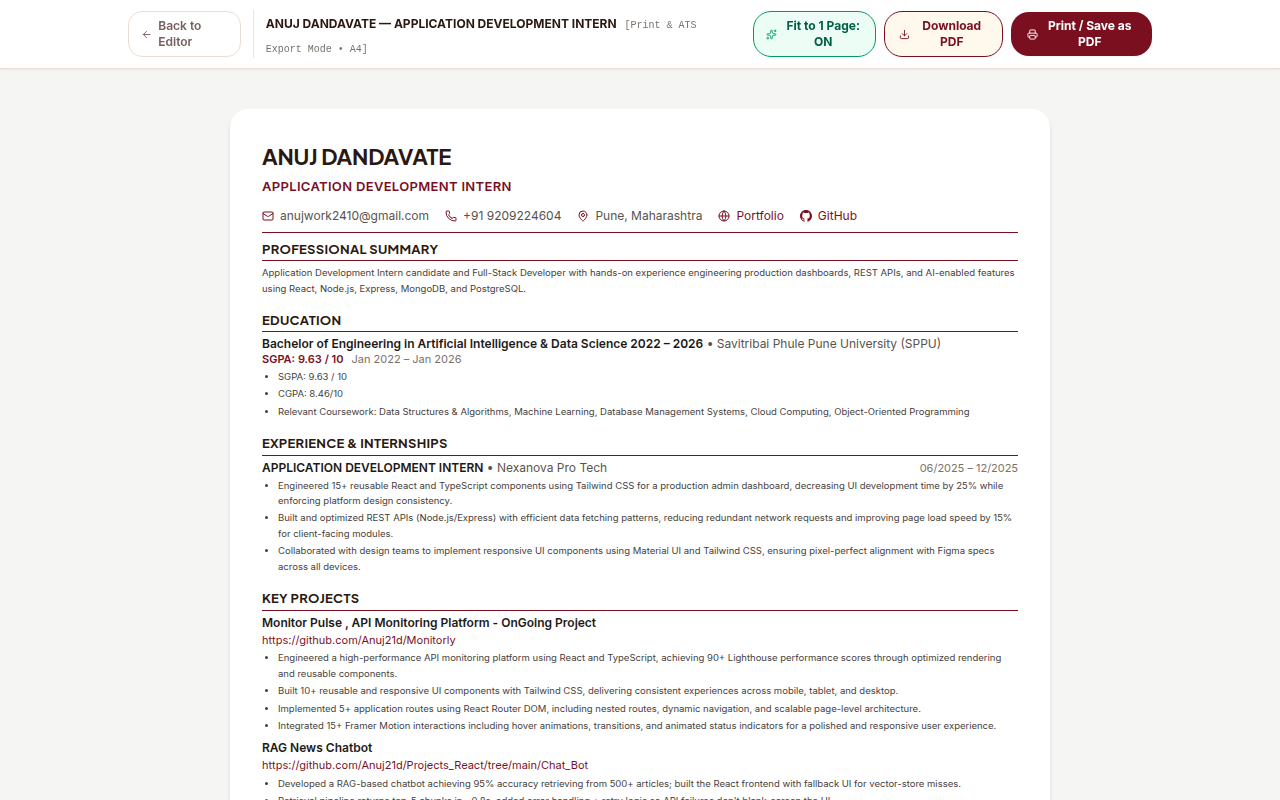 Back to Editor
ANUJ DANDAVATE — APPLICATION DEVELOPMENT INTERN [Print & ATS Export Mode • A4]
Fit to 1 Page: ON
Download PDF
Print / Save as PDF
ANUJ DANDAVATE
APPLICATION DEVELOPMENT INTERN
anujwork2410@gmail.com +91 9209224604 Pune, Maharashtra Portfolio GitHub
PROFESSIONAL SUMMARY
Application Development Intern candidate and Full-Stack Developer with hands-on experience engineering production dashboards, REST APIs, and AI-enabled features
using React, Node.js, Express, MongoDB, and PostgreSQL.
EDUCATION
Bachelor of Engineering in Artificial Intelligence & Data Science 2022 – 2026 • Savitribai Phule Pune University (SPPU)
SGPA: 9.63 / 10 Jan 2022 – Jan 2026
• SGPA: 9.63 / 10
• CGPA: 8.46/10
• Relevant Coursework: Data Structures & Algorithms, Machine Learning, Database Management Systems, Cloud Computing, Object-Oriented Programming
EXPERIENCE & INTERNSHIPS
APPLICATION DEVELOPMENT INTERN • Nexanova Pro Tech 06/2025 – 12/2025
• Engineered 15+ reusable React and TypeScript components using Tailwind CSS for a production admin dashboard, decreasing UI development time by 25% while
enforcing platform design consistency.
• Built and optimized REST APIs (Node.js/Express) with efficient data fetching patterns, reducing redundant network requests and improving page load speed by 15%
for client-facing modules.
• Collaborated with design teams to implement responsive UI components using Material UI and Tailwind CSS, ensuring pixel-perfect alignment with Figma specs
across all devices.
KEY PROJECTS
Monitor Pulse , API Monitoring Platform - OnGoing Project
https://github.com/Anuj21d/Monitorly
• Engineered a high-performance API monitoring platform using React and TypeScript, achieving 90+ Lighthouse performance scores through optimized rendering
and reusable components.
• Built 10+ reusable and responsive UI components with Tailwind CSS, delivering consistent experiences across mobile, tablet, and desktop.
• Implemented 5+ application routes using React Router DOM, including nested routes, dynamic navigation, and scalable page-level architecture.
• Integrated 15+ Framer Motion interactions including hover animations, transitions, and animated status indicators for a polished and responsive user experience.
RAG News Chatbot
https://github.com/Anuj21d/Projects_React/tree/main/Chat_Bot
• Developed a RAG-based chatbot achieving 95% accuracy retrieving from 500+ articles; built the React frontend with fallback UI for vector-store misses.